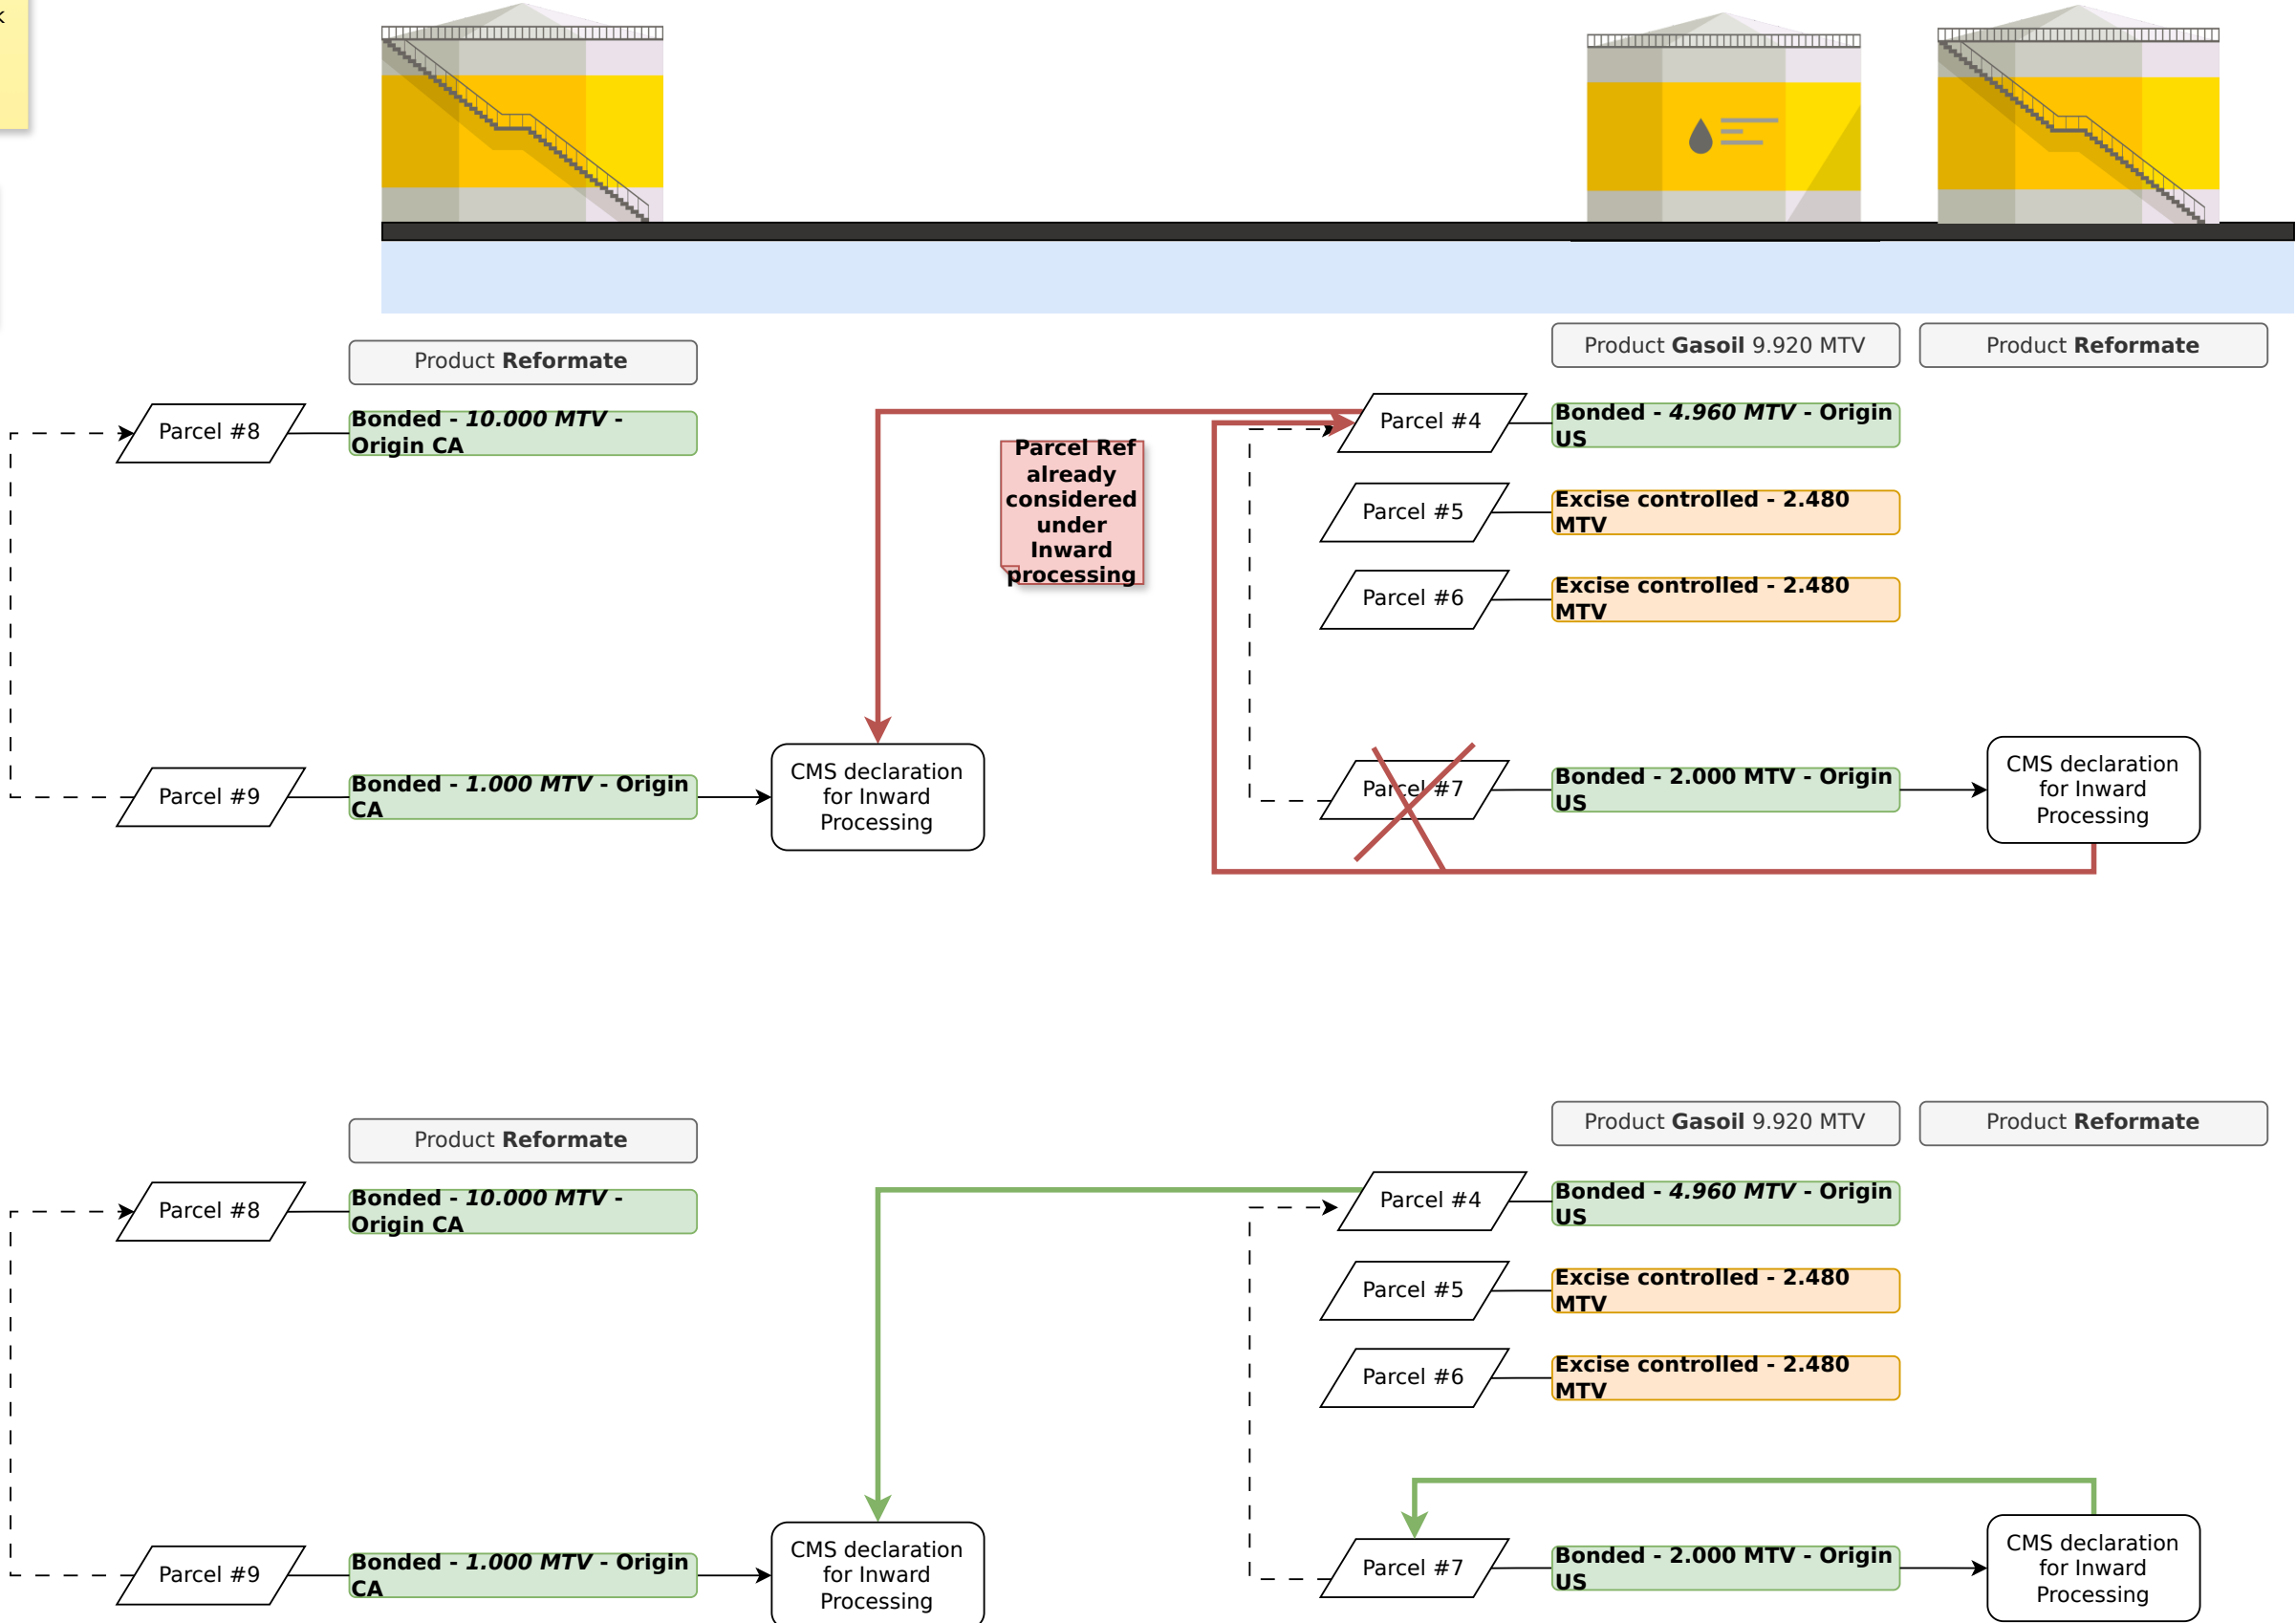 Product Reformate
Product Gasoil 9.920 MTV
Product Reformate
Parcel #8
Bonded - 10.000 MTV -
Origin CA
Parcel Ref
already
considered
under
Inward
processing
Parcel #4
Bonded - 4.960 MTV - Origin
US
Parcel #5
Excise controlled - 2.480
MTV
Parcel #6
Excise controlled - 2.480
MTV
Parcel #9
Bonded - 1.000 MTV - Origin
CA
CMS declaration
for Inward
Processing
Parcel #7
Bonded - 2.000 MTV - Origin
US
CMS declaration
for Inward
Processing
Product Reformate
Product Gasoil 9.920 MTV
Product Reformate
Parcel #8
Bonded - 10.000 MTV -
Origin CA
Parcel #4
Bonded - 4.960 MTV - Origin
US
Parcel #5
Excise controlled - 2.480
MTV
Parcel #6
Excise controlled - 2.480
MTV
Parcel #9
Bonded - 1.000 MTV - Origin
CA
CMS declaration
for Inward
Processing
Parcel #7
Bonded - 2.000 MTV - Origin
US
CMS declaration
for Inward
Processing